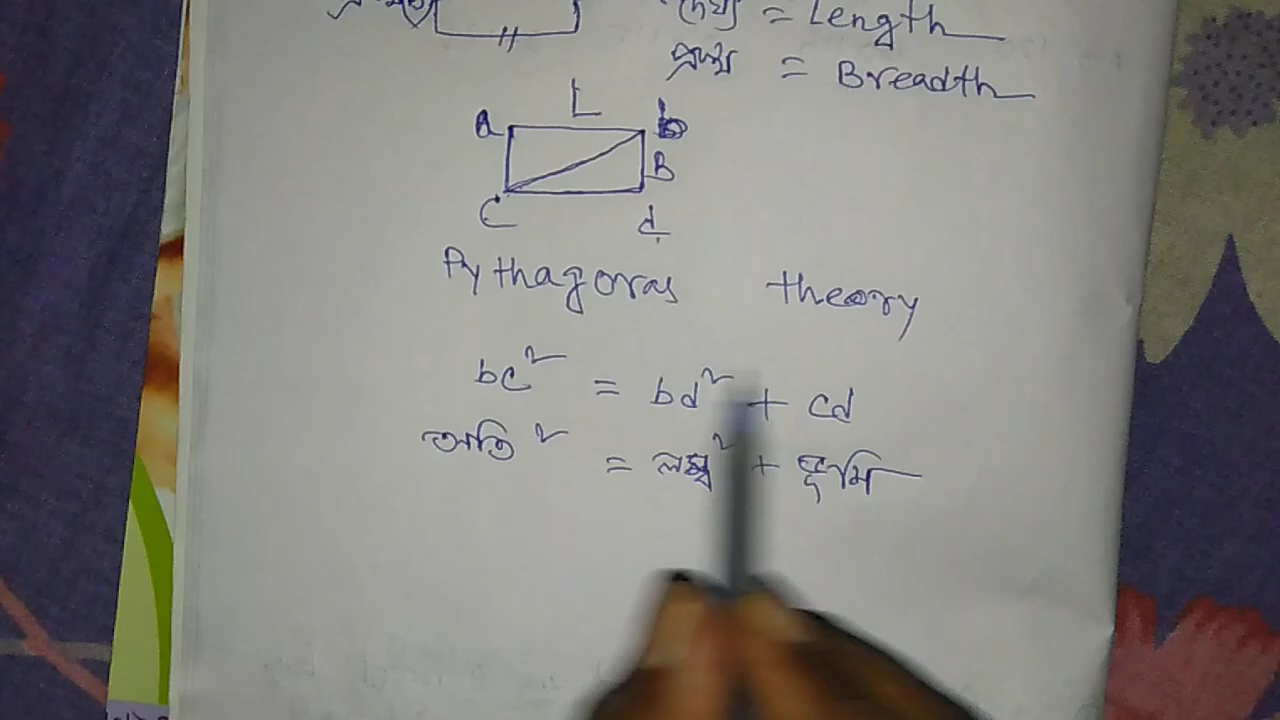 দৈর্ঘ্য = Length
প্রস্থ = Breadth
L
a b
B
C d
Pythagoras theory
bc² = bd² + cd
অতি² = লম্ব² + ভূমি